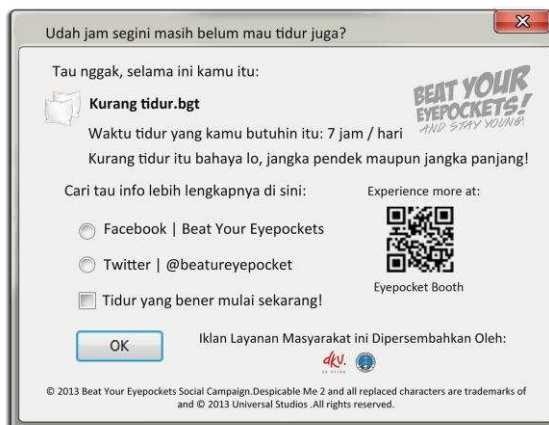 Udah jam segini masih belum mau tidur juga?
Tau nggak, selama ini kamu itu:
BEAT YOUR
EYEPOCKETS!
AND STAY YOUNG.
Kurang tidur.bgt
Waktu tidur yang kamu butuhin itu: 7 jam / hari
Kurang tidur itu bahaya lo, jangka pendek maupun jangka panjang!
Cari tau info lebih lengkapnya di sini:
Experience more at:
Facebook | Beat Your Eyepockets
Twitter | @beatureyepocket
Eyepocket Booth
Tidur yang bener mulai sekarang!
OK
Iklan Layanan Masyarakat ini Dipersembahkan Oleh:
dkv.
© 2013 Beat Your Eyepockets Social Campaign.Despicable Me 2 and all replaced characters are trademarks of
and © 2013 Universal Studios .All rights reserved.